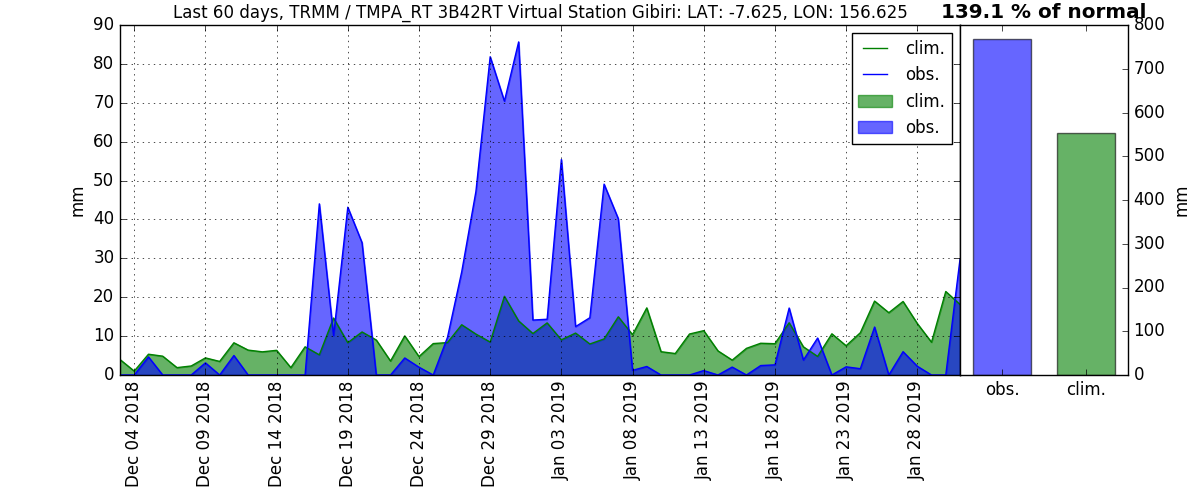 Last 60 days, TRMM / TMPA_RT 3B42RT Virtual Station Gibiri: LAT: -7.625, LON: 156.625
139.1 % of normal
90
80
70
60
50
40
30
20
10
0
mm
clim.
obs.
clim.
obs.
Dec 04 2018
Dec 09 2018
Dec 14 2018
Dec 19 2018
Dec 24 2018
Dec 29 2018
Jan 03 2019
Jan 08 2019
Jan 13 2019
Jan 18 2019
Jan 23 2019
Jan 28 2019
800
700
600
500
400
300
200
100
0
mm
obs.
clim.